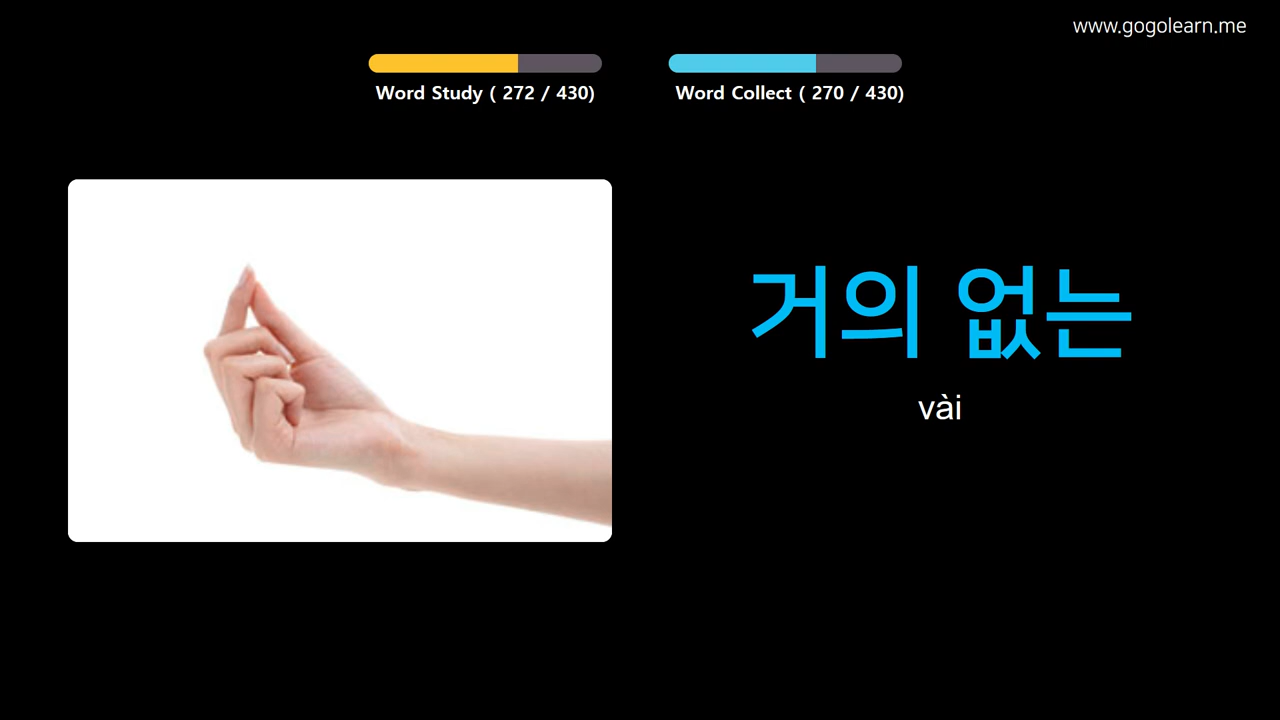 www.gogolearn.me
Word Study ( 272 / 430)
Word Collect ( 270 / 430)
거의 없는
vài